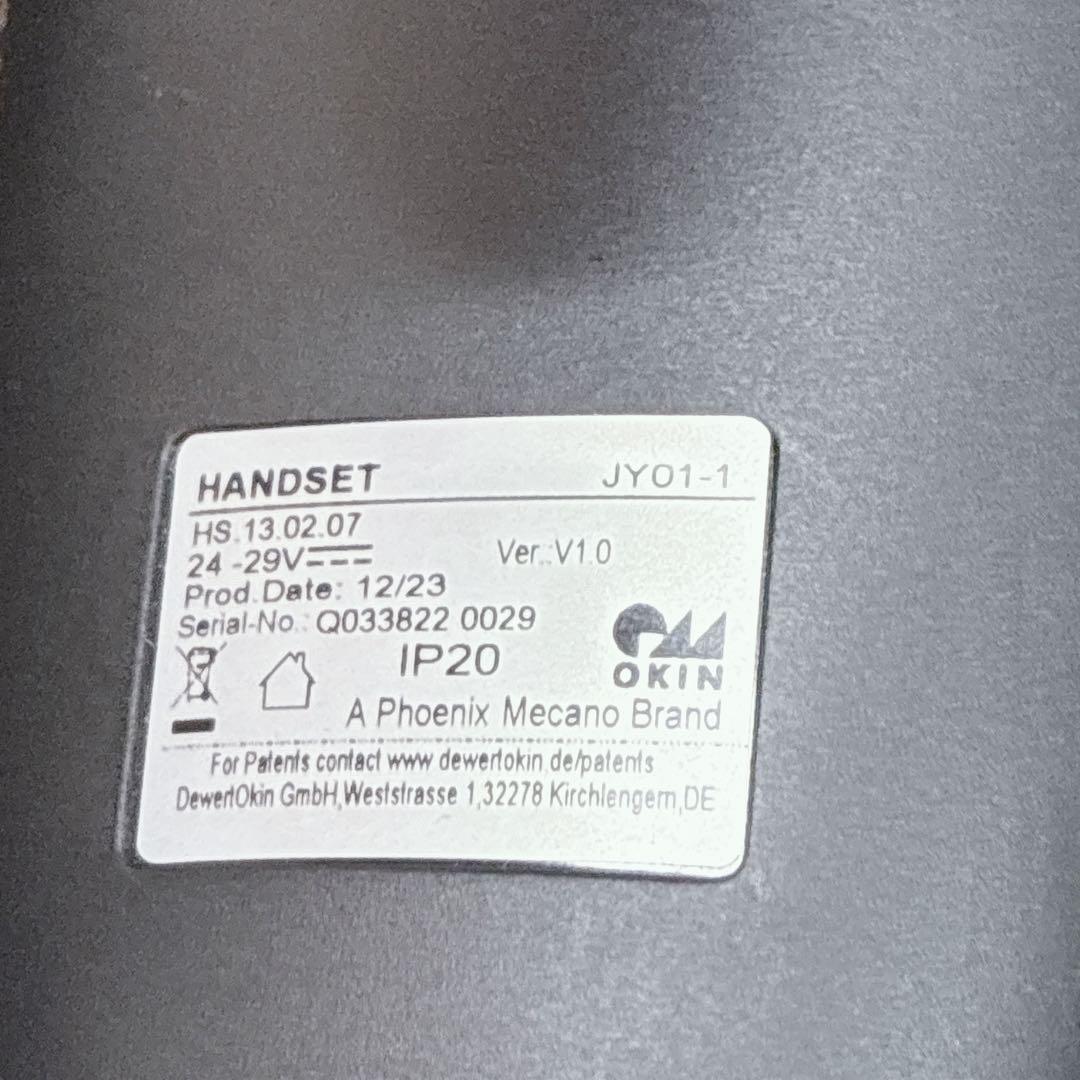 HANDSET JY01-1
HS.13.02.07
24 -29V Ver.:V1.0
Prod.Date: 12/23
Serial-No.: Q033822 0029
IP20
OKIN
A Phoenix Mecano Brand
For Patents contact www dewertokin de/patents
DewertOkin GmbH,Weststrasse 1,32278 Kirchlengern,DE